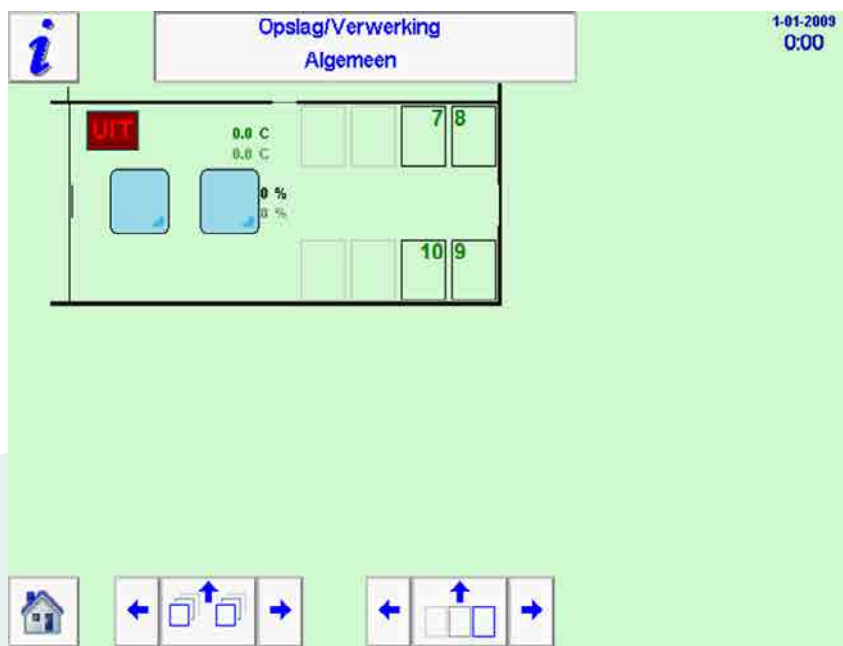 i
Opslag/Verwerking
Algemeen
1-01-2009
0:00
UIT
0.0 C
0.0 C
0 %
0 %
7 8
10 9